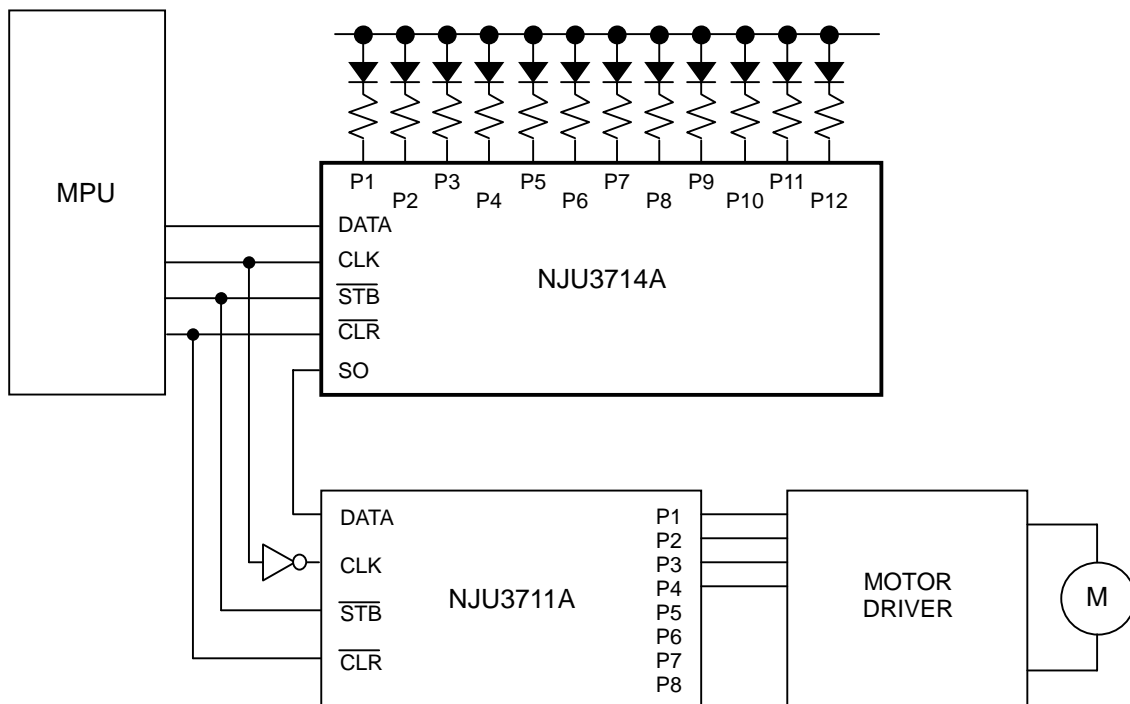 MPU
P1 P3 P5 P7 P9 P11
P2 P4 P6 P8 P10 P12
DATA
CLK
STB
CLR
SO
NJU3714A
DATA
CLK
STB
CLR
NJU3711A
P1
P2
P3
P4
P5
P6
P7
P8
MOTOR
DRIVER
M